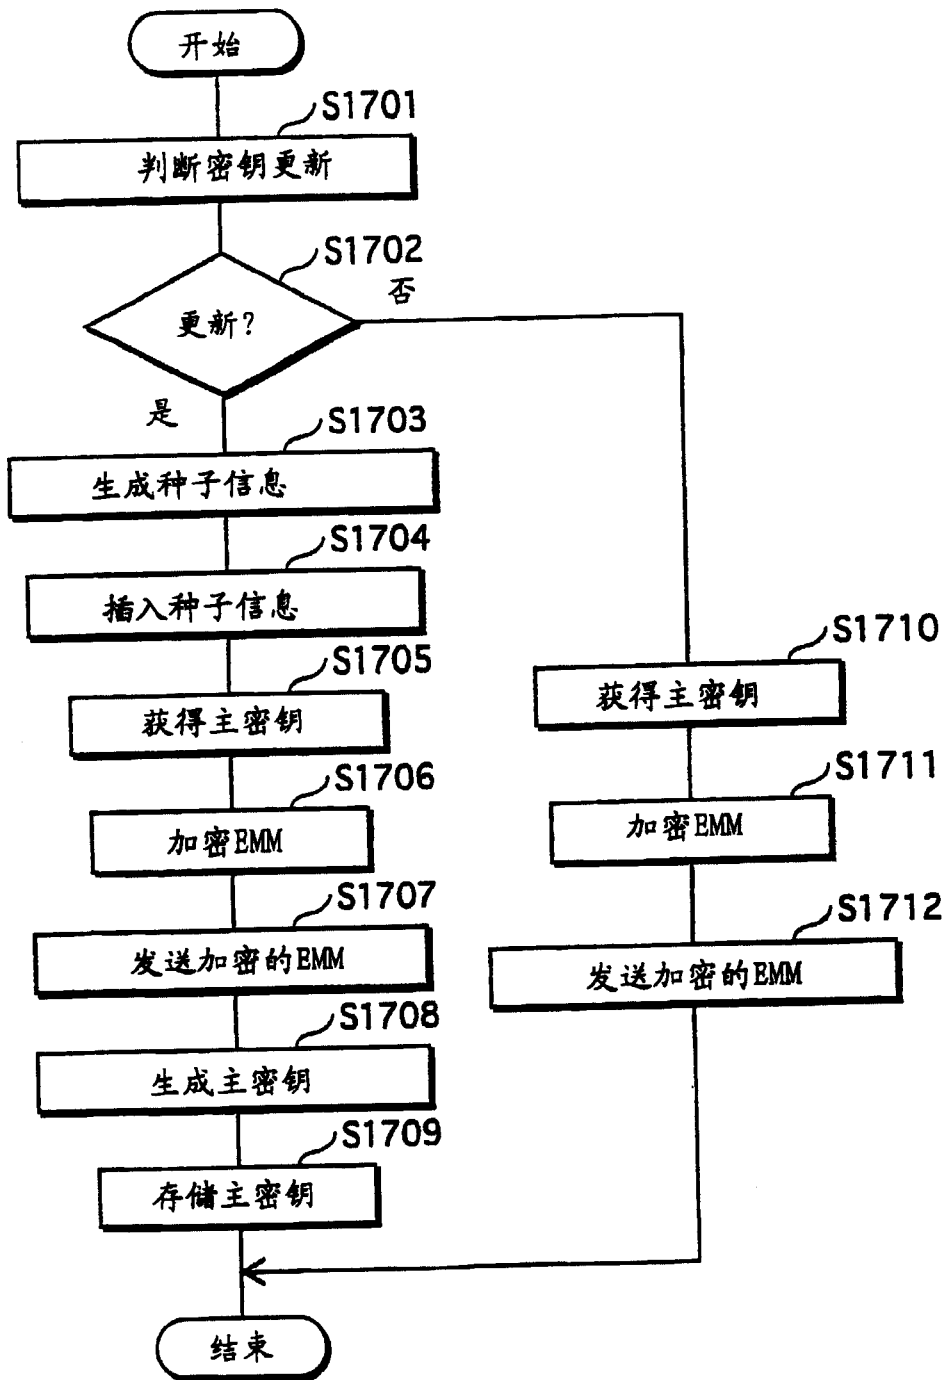 开始
S1701
判断密钥更新
S1702
更新?
否
是
S1703
生成种子信息
S1704
插入种子信息
S1705
获得主密钥
S1706
加密EMM
S1707
发送加密的EMM
S1708
生成主密钥
S1709
存储主密钥
S1710
获得主密钥
S1711
加密EMM
S1712
发送加密的EMM
结束